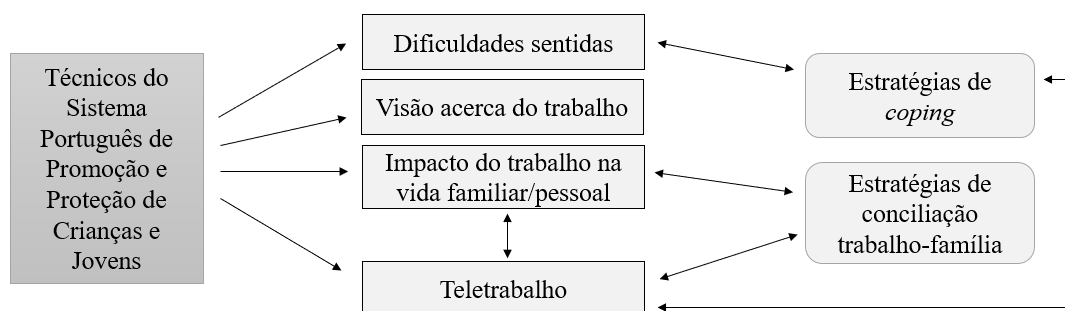 Técnicos do
Sistema
Português de
Promoção e
Proteção de
Crianças e
Jovens
Dificuldades sentidas
Visão acerca do trabalho
Impacto do trabalho na
vida familiar/pessoal
Teletrabalho
Estratégias de
coping
Estratégias de
conciliação
trabalho-família